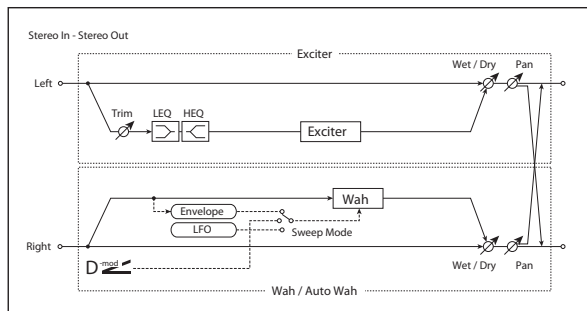 Stereo In - Stereo Out
Exciter
Wet / Dry
Pan
Left
Trim
LEQ
HEQ
Exciter
Wah
Envelope
LFO
Sweep Mode
Right
D-mod
Wet / Dry
Pan
Wah / Auto Wah